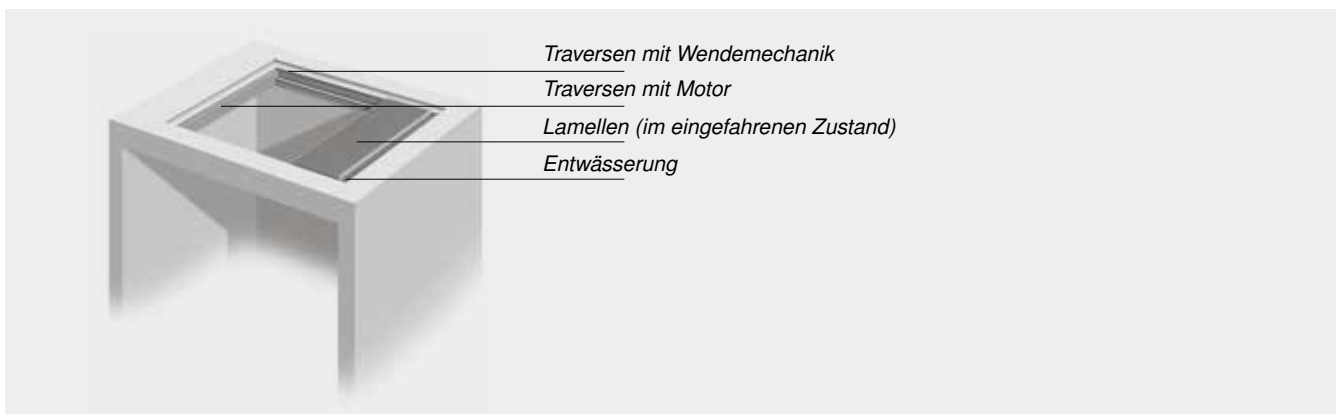 Traversen mit Wendemechanik
Traversen mit Motor
Lamellen (im eingefahrenen Zustand)
Entwässerung